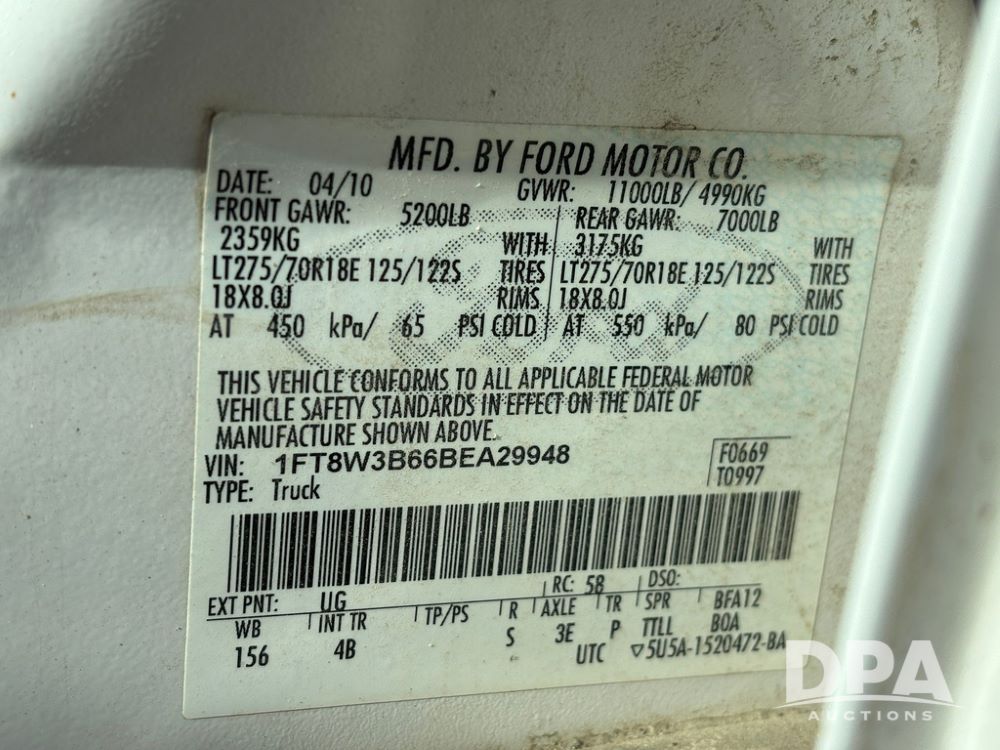 MFD. BY FORD MOTOR CO.
DATE: 04/10 GVWR: 11000LB/ 4990KG
FRONT GAWR: 5200LB REAR GAWR: 7000LB
2359KG WITH 3175KG WITH
LT275/70R18E 125/122S TIRES LT275/70R18E 125/122S TIRES
18X8.0J RIMS 18X8.0J RIMS
AT 450 kPa/ 65 PSI COLD AT 550 kPa/ 80 PSI COLD
THIS VEHICLE CONFORMS TO ALL APPLICABLE FEDERAL MOTOR
VEHICLE SAFETY STANDARDS IN EFFECT ON THE DATE OF
MANUFACTURE SHOWN ABOVE.
VIN: 1FT8W3B66BEA29948 F0669
TYPE: Truck T0997
EXT PNT: UG RC: 58 DSO:
WB INT TR TP/PS R AXLE TR SPR BFA12
156 4B S 3E P TTLL BOA
UTC ▽5U5A-1520472-BA
DPA
AUCTIONS